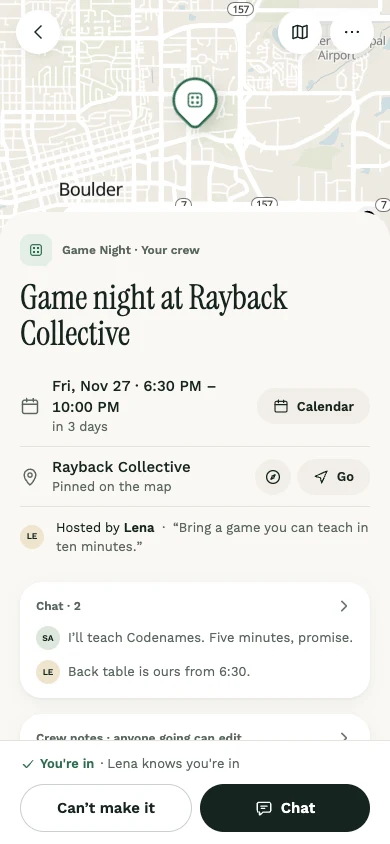 157
Airport
Boulder
7
157
7
Game Night · Your crew
Game night at Rayback
Collective
Fri, Nov 27 · 6:30 PM –
10:00 PM
in 3 days
Calendar
Rayback Collective
Pinned on the map
Go
LE
Hosted by Lena · “Bring a game you can teach in
ten minutes.”
Chat · 2
SA
I’ll teach Codenames. Five minutes, promise.
LE
Back table is ours from 6:30.
Crew notes · anyone going can edit
You're in · Lena knows you're in
Can’t make it
Chat